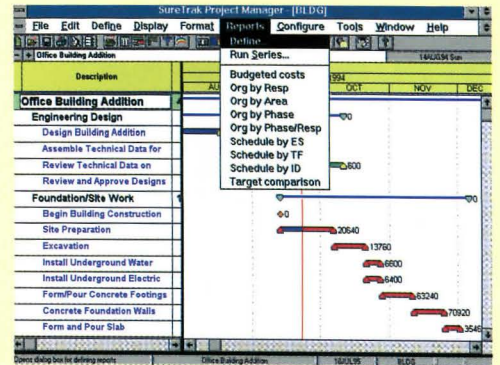 SureTrak Project Manager - [BLDG]
File Edit Define Display Format Reports Configure Tools Window Help
Define...
Run Series...
Budgeted costs
Org by Resp
Org by Area
Org by Phase
Org by Phase/Resp
Schedule by ES
Schedule by TF
Schedule by ID
Target comparison
Office Building Addition
14AUG94 Sun
Description
1994
OCT NOV DEC
Office Building Addition
Engineering Design
Design Building Addition
Assemble Technical Data for
Review Technical Data on
Review and Approve Designs
Foundation/Site Work
Begin Building Construction
Site Preparation
Excavation
Install Underground Water
Install Underground Electric
Form/Pour Concrete Footings
Concrete Foundation Walls
Form and Pour Slab
0
600
0
0
20640
13760
6600
6400
63240
70920
3546
Opens dialog box for defining reports
Office Building Addition
BLDG